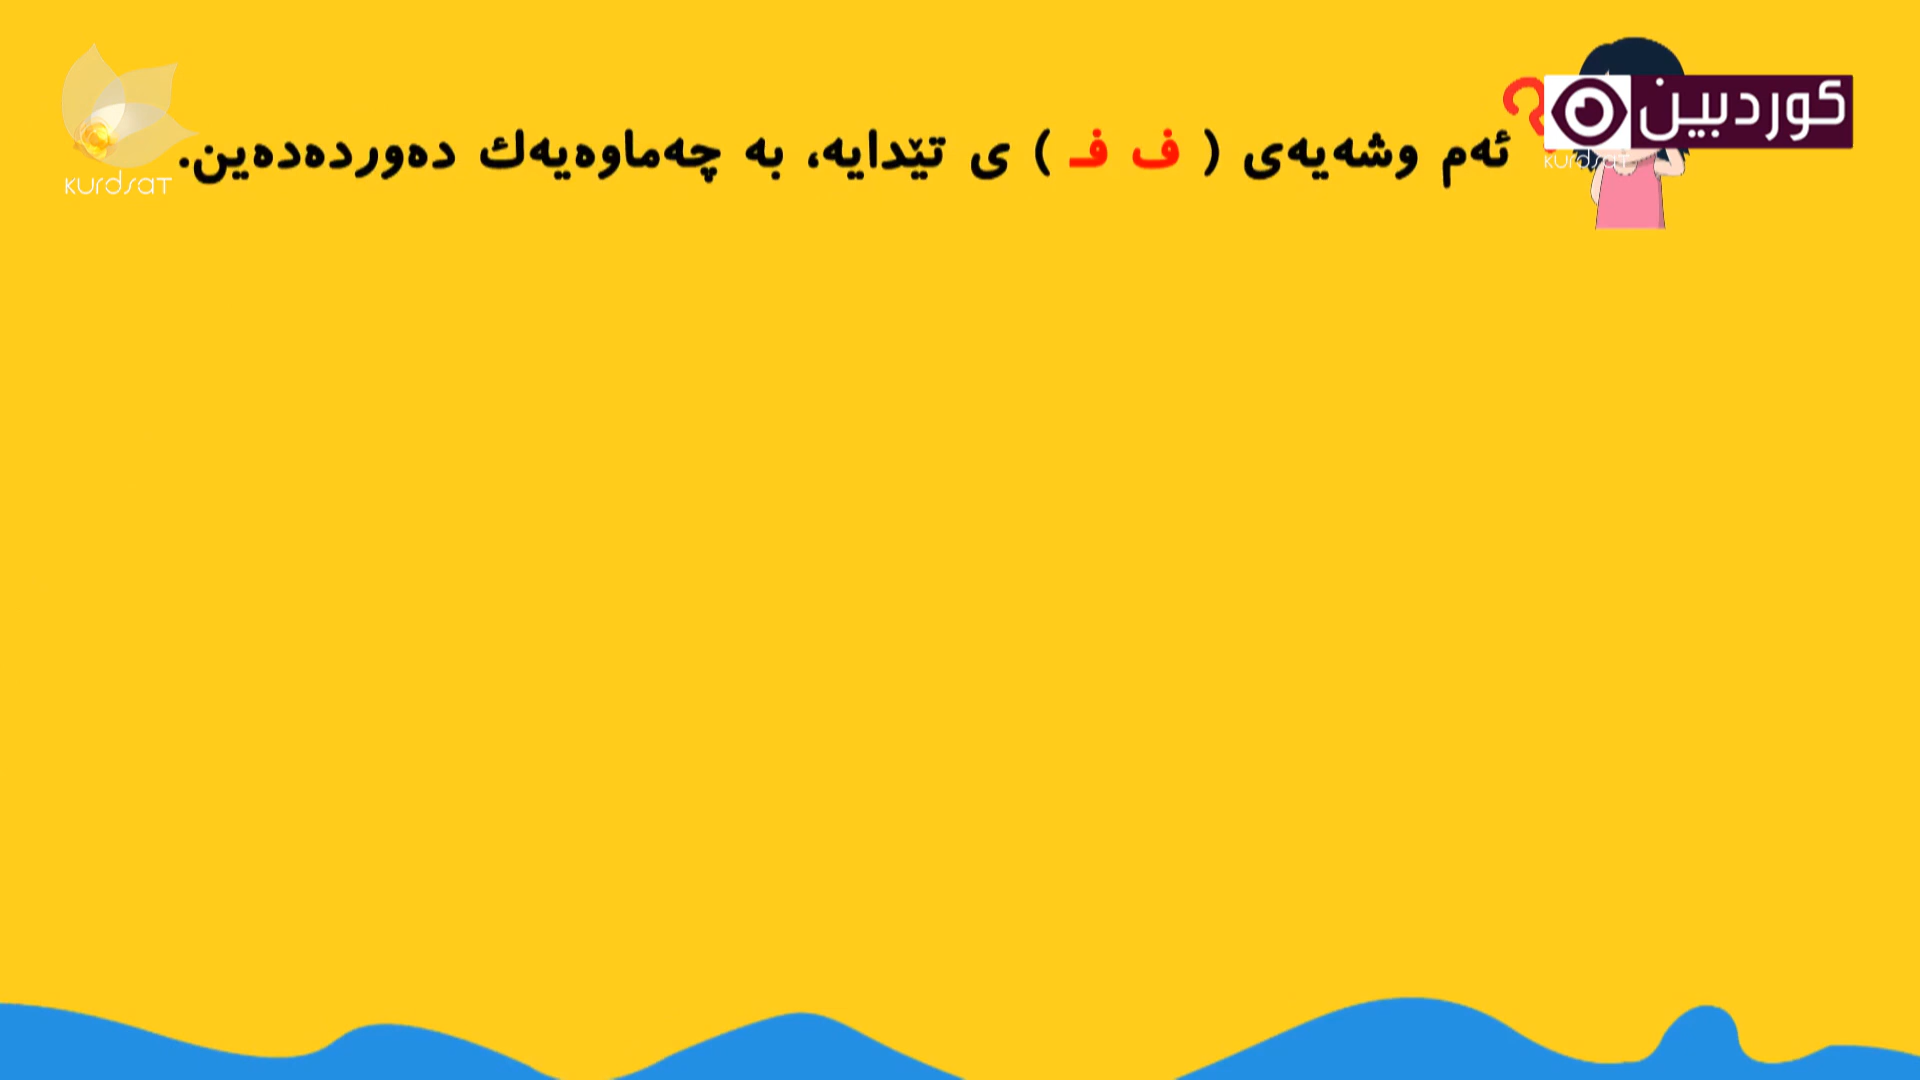 کوردبین
ئەم وشەیەی ( ف فـ ) ی تێدایە، بە چەماوەیەك دەوردەدەین.
KURDSAT